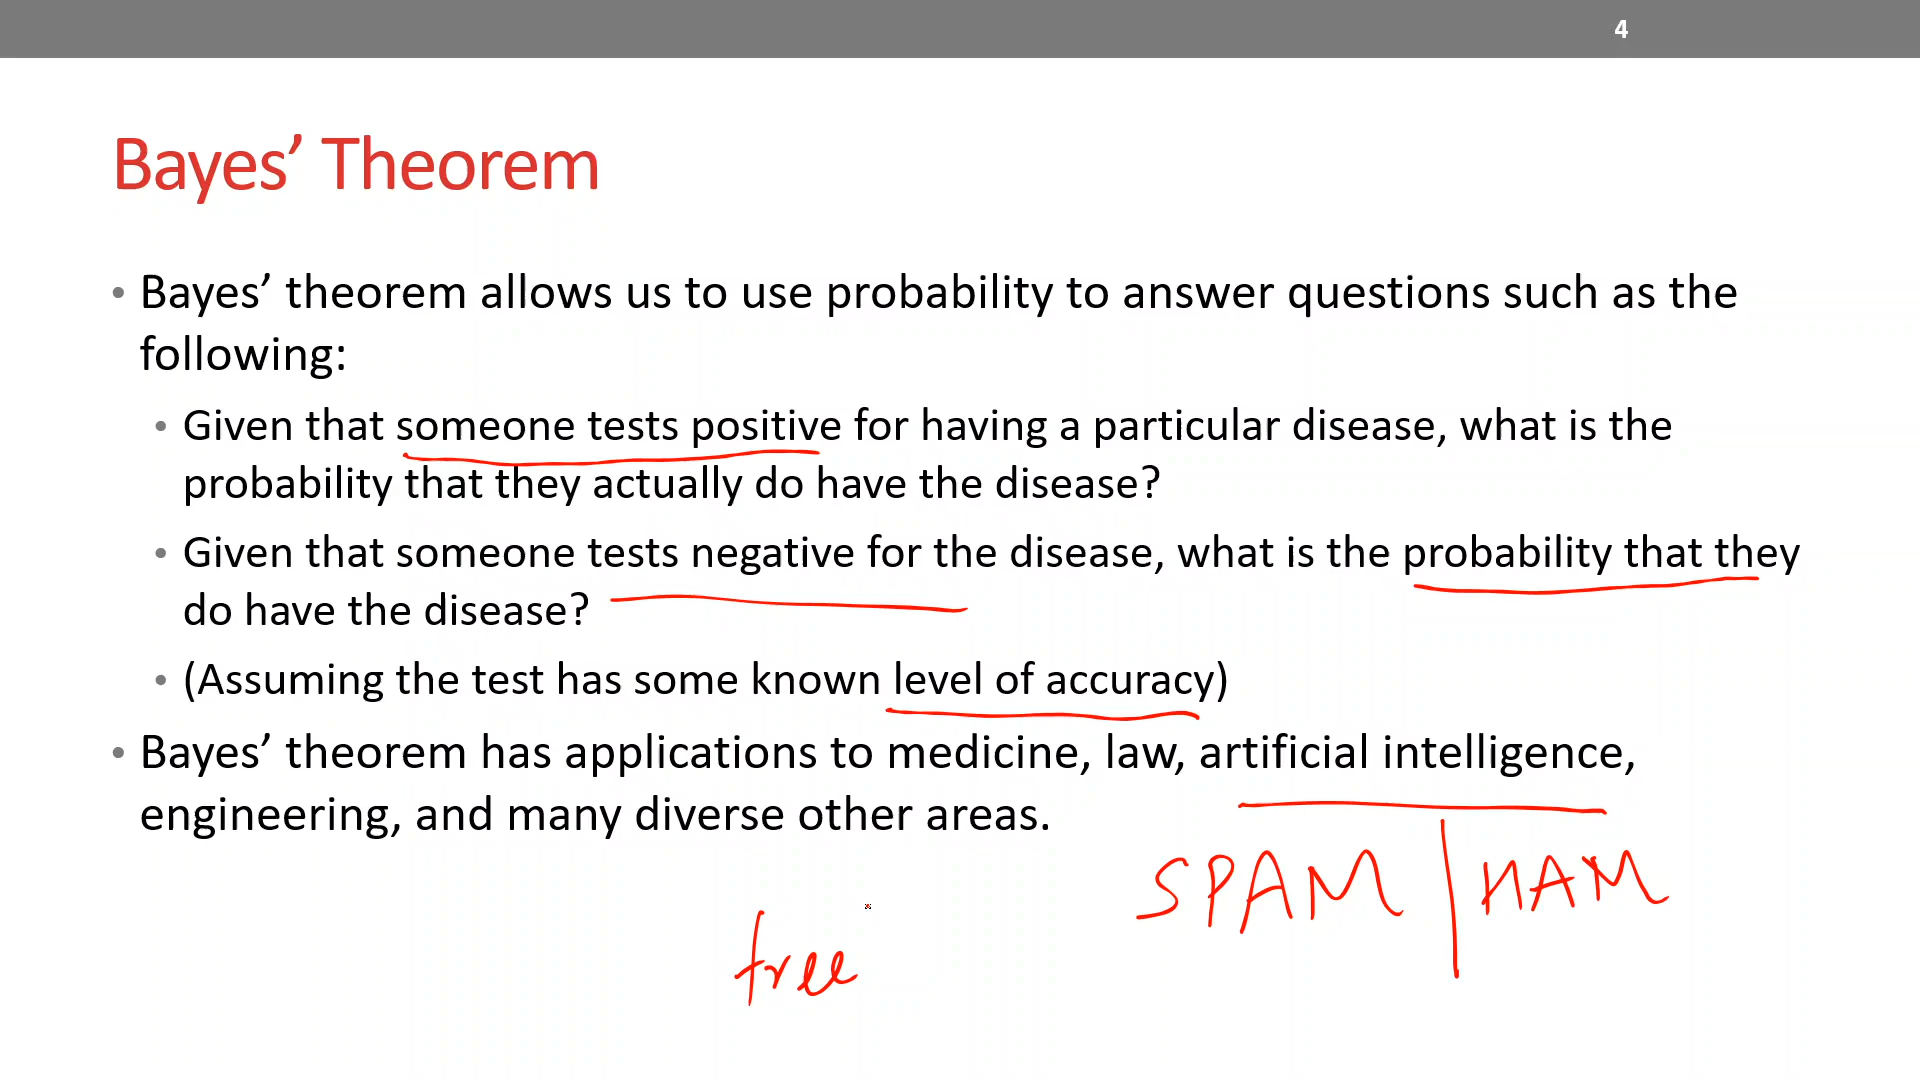 4
Bayes’ Theorem
• Bayes’ theorem allows us to use probability to answer questions such as the
following:
• Given that someone tests positive for having a particular disease, what is the
probability that they actually do have the disease?
• Given that someone tests negative for the disease, what is the probability that they
do have the disease?
• (Assuming the test has some known level of accuracy)
• Bayes’ theorem has applications to medicine, law, artificial intelligence,
engineering, and many diverse other areas.
SPAM | HAM
free